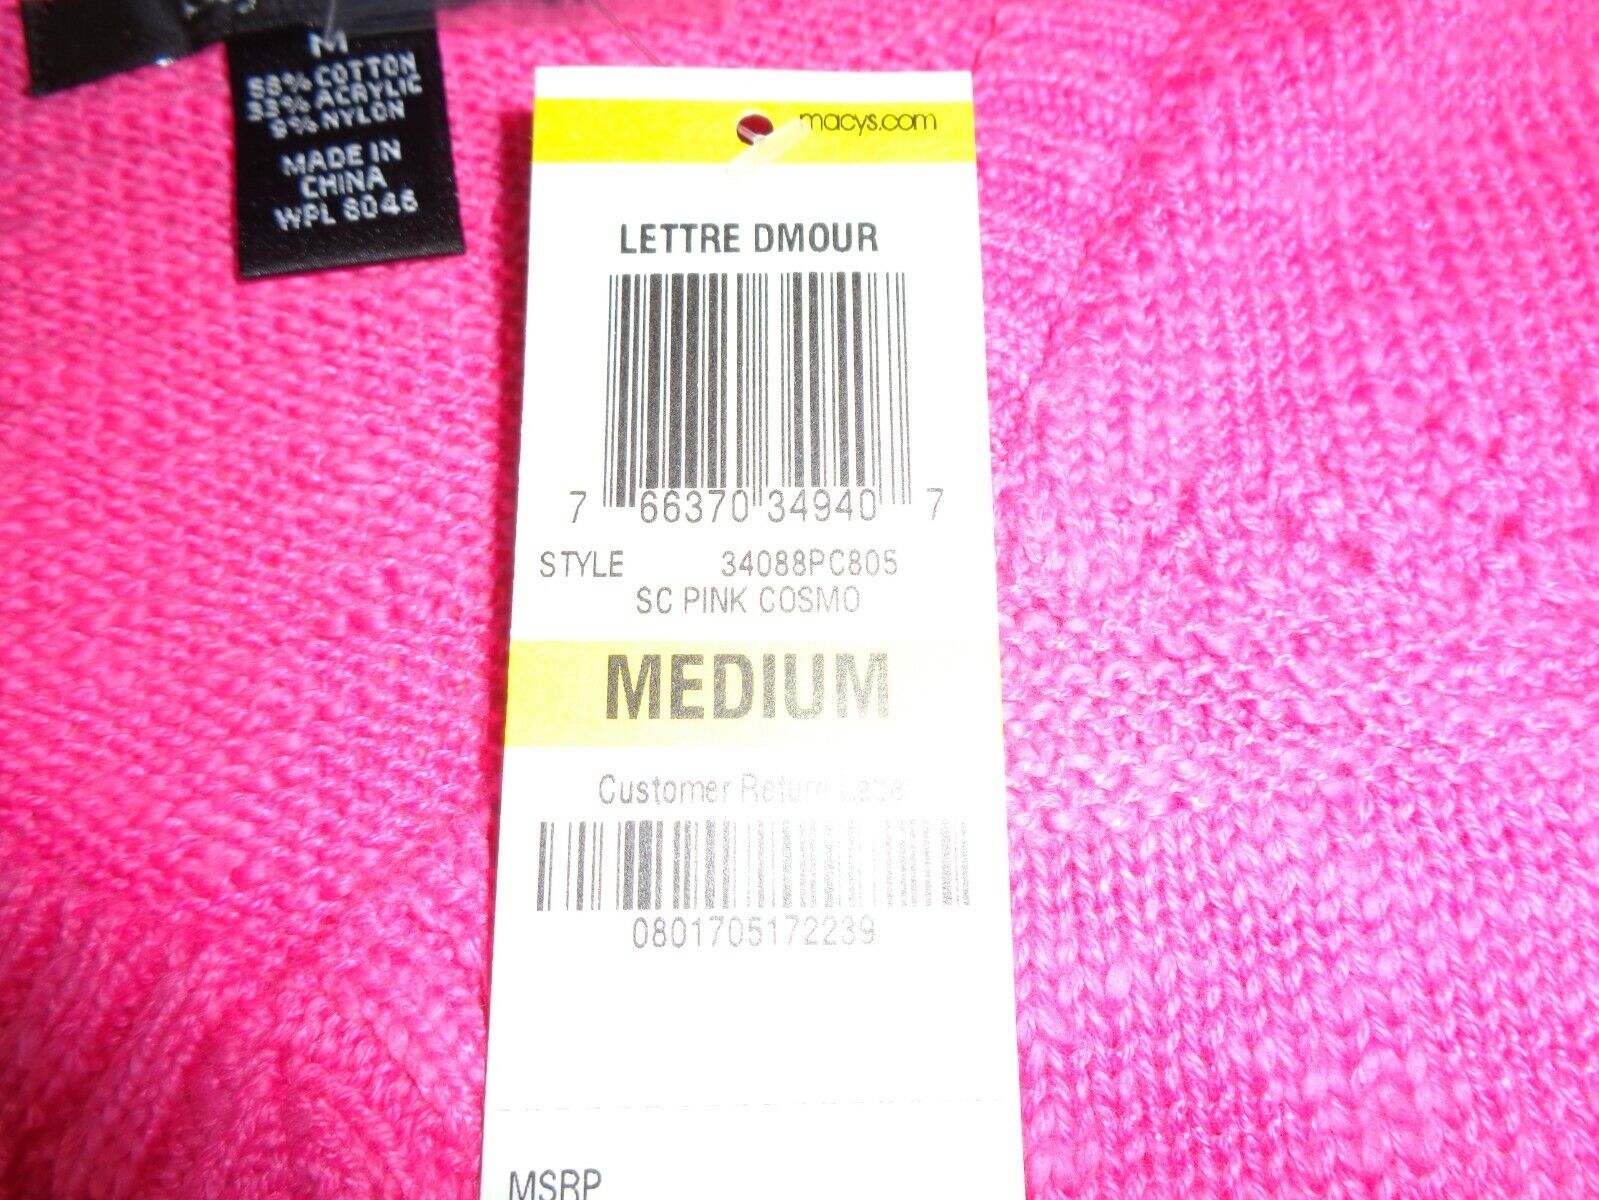 M
58% COTTON
33% ACRYLIC
9% NYLON
MADE IN
CHINA
WPL 8046
macys.com
LETTRE DMOUR
7 66370 34940 7
STYLE 34088PC805
SC PINK COSMO
MEDIUM
Customer Return Label
0801705172239
MSRP